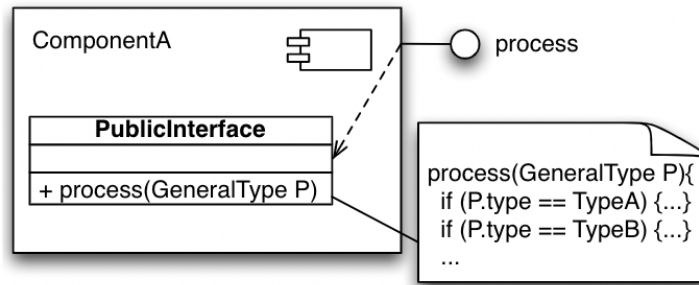 ComponentA
process
PublicInterface
+ process(GeneralType P)
process(GeneralType P){
if (P.type == TypeA) {...}
if (P.type == TypeB) {...}
...